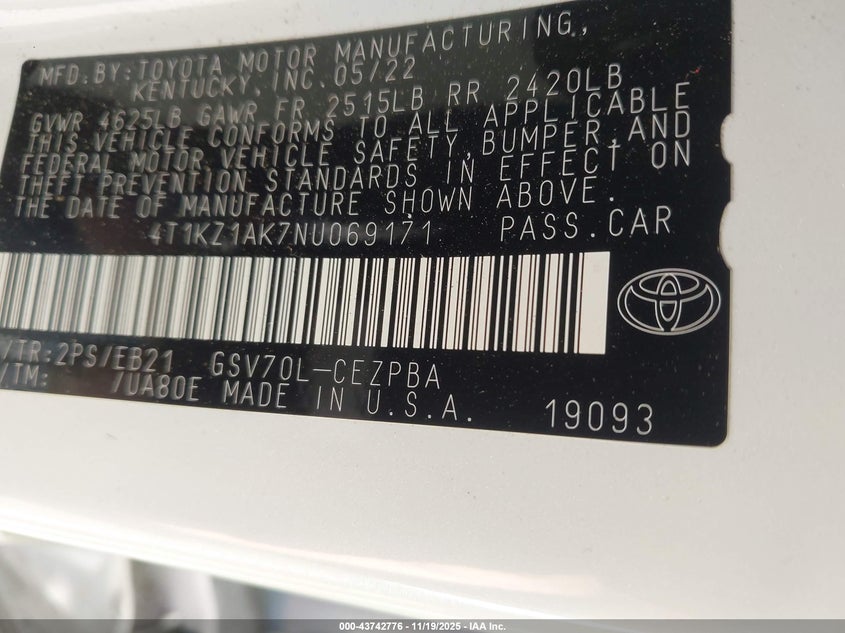 MFD. BY: TOYOTA MOTOR MANUFACTURING,
KENTUCKY, INC 05/22
GVWR 4625LB GAWR FR 2515LB RR 2420LB
THIS VEHICLE CONFORMS TO ALL APPLICABLE
FEDERAL MOTOR VEHICLE SAFETY, BUMPER, AND
THEFT PREVENTION STANDARDS IN EFFECT ON
THE DATE OF MANUFACTURE SHOWN ABOVE.
4T1KZ1AK7NU069171 PASS. CAR
/TR: 2PS/EB21 GSV70L-CEZPBA
/TM: /UA80E MADE IN U.S.A. 19093
000-43742776 - 11/19/2025 - IAA Inc.